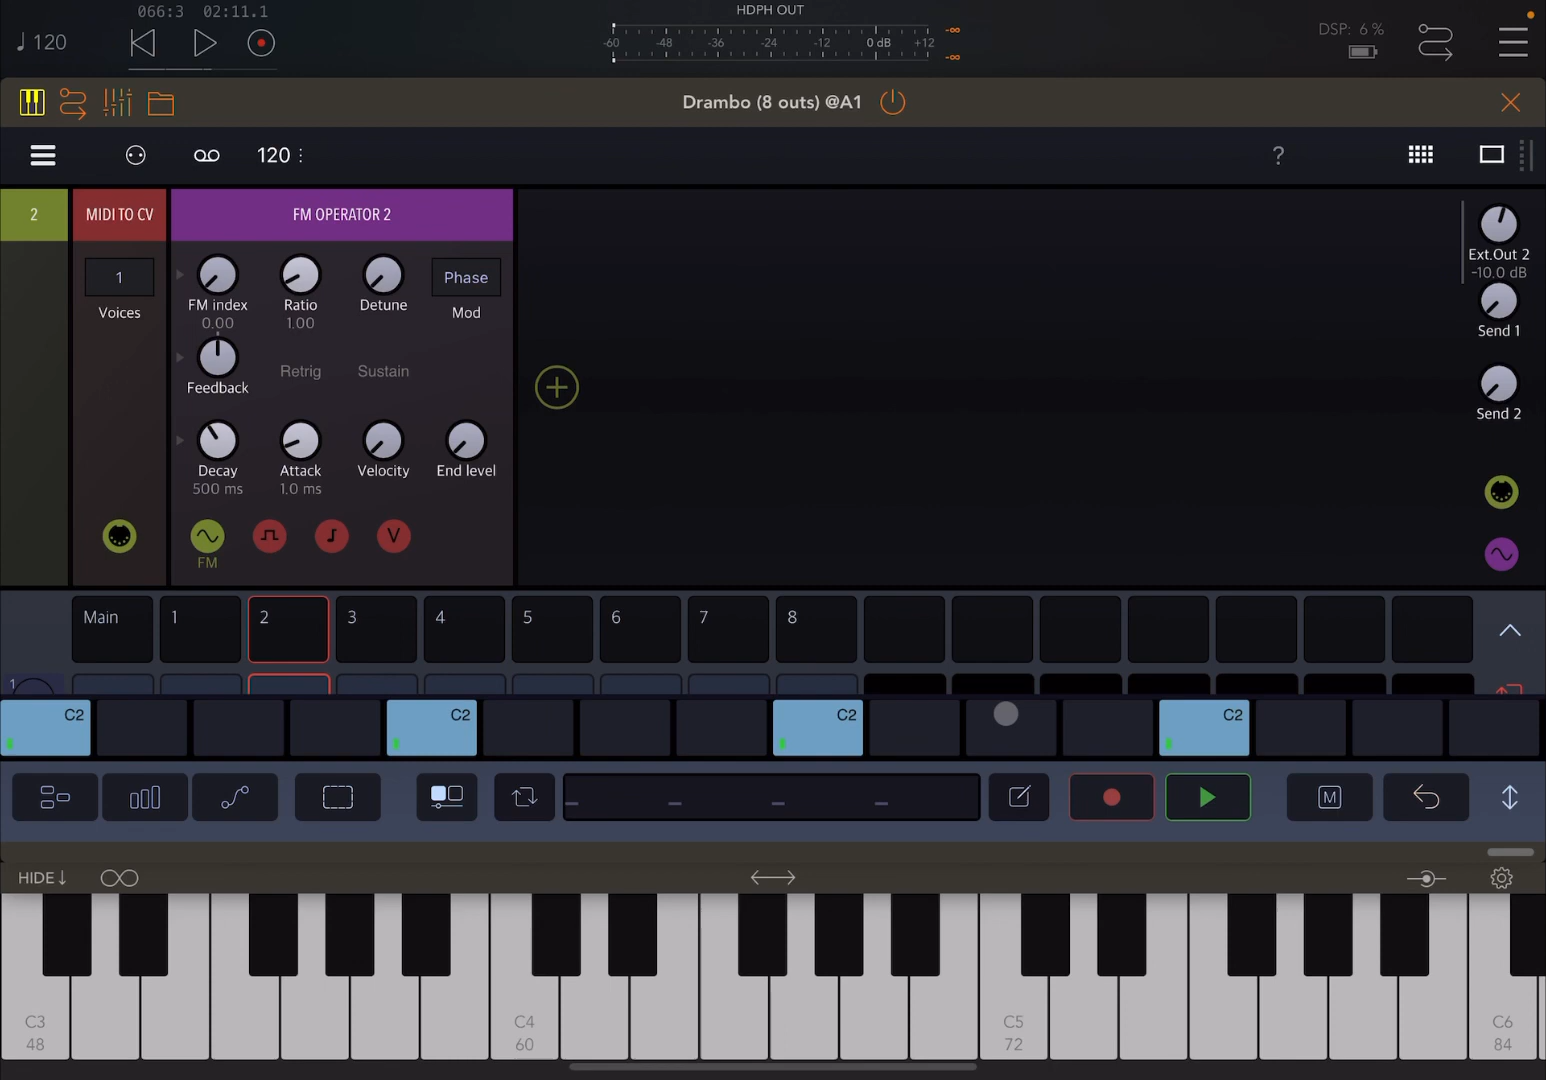 066:3 02:11.1
♩120
HDPH OUT
-60 -48 -36 -24 -12 0 dB +12
-∞
-∞
DSP: 6 %
Drambo (8 outs) @A1
120
?
2
MIDI TO CV
FM OPERATOR 2
1
Voices
FM index
0.00
Ratio
1.00
Detune
Phase
Mod
Feedback
Retrig
Sustain
Decay
500 ms
Attack
1.0 ms
Velocity
End level
V
FM
Ext.Out 2
-10.0 dB
Send 1
Send 2
Main 1 2 3 4 5 6 7 8
1
C2 C2 C2 C2
M
HIDE↓
C3 C4 C5 C6
48 60 72 84